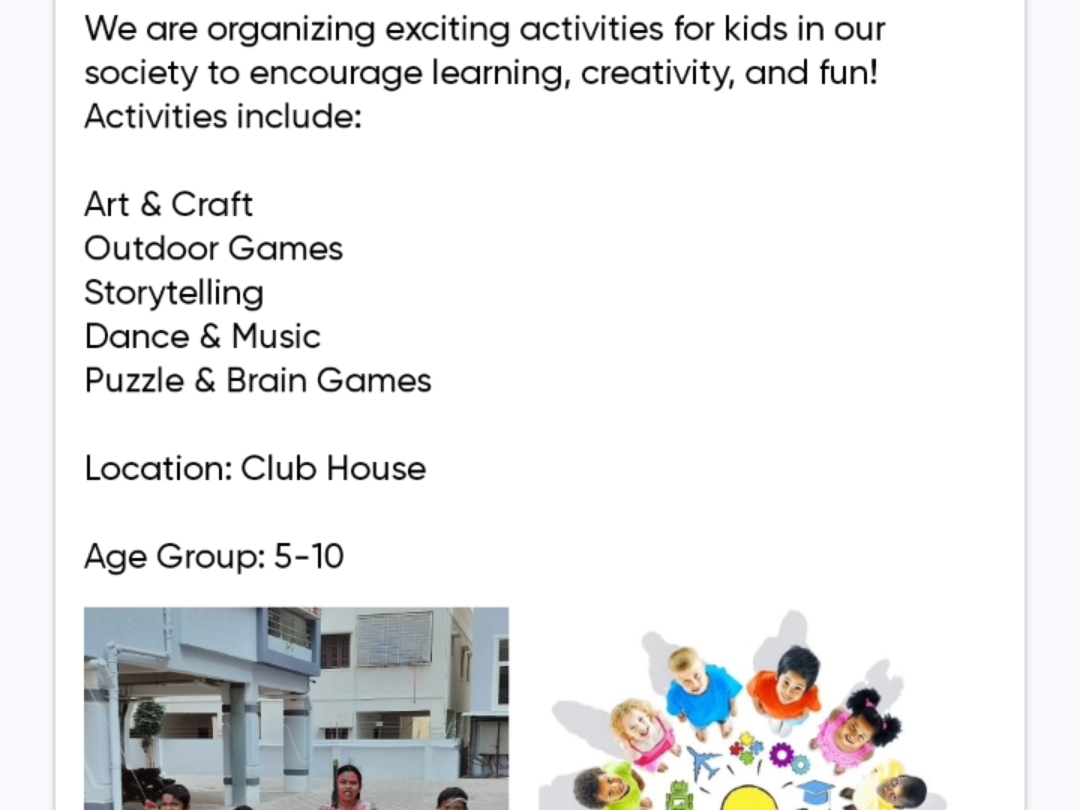 We are organizing exciting activities for kids in our
society to encourage learning, creativity, and fun!
Activities include:
Art & Craft
Outdoor Games
Storytelling
Dance & Music
Puzzle & Brain Games
Location: Club House
Age Group: 5-10